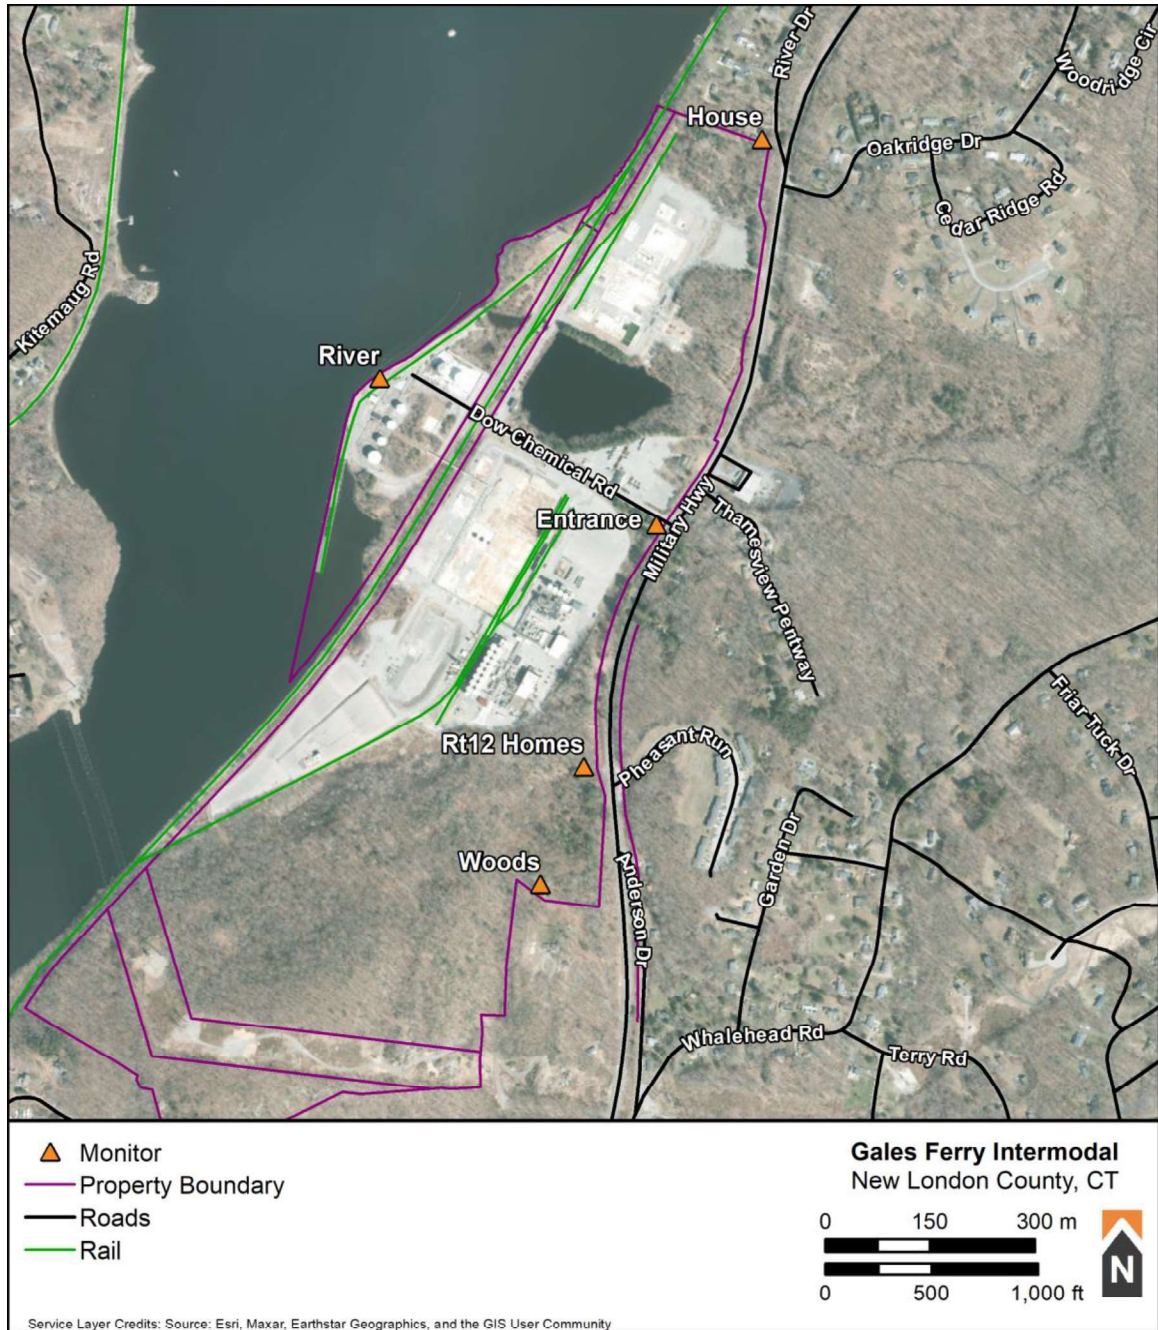 River Dr
Woodridge Cir
House
Oakridge Dr
Cedar Ridge Rd
Kitemaug Rd
River
Dow Chemical Rd
Entrance
Military Hwy
Thamesview Pentway
Friar Tuck Dr
Rt12 Homes
Pheasant Run
Garden Dr
Woods
Anderson Dr
Whalehead Rd
Terry Rd
Monitor
Property Boundary
Roads
Rail
Gales Ferry Intermodal
New London County, CT
0 150 300 m
0 500 1,000 ft
N
Service Layer Credits: Source: Esri, Maxar, Earthstar Geographics, and the GIS User Community